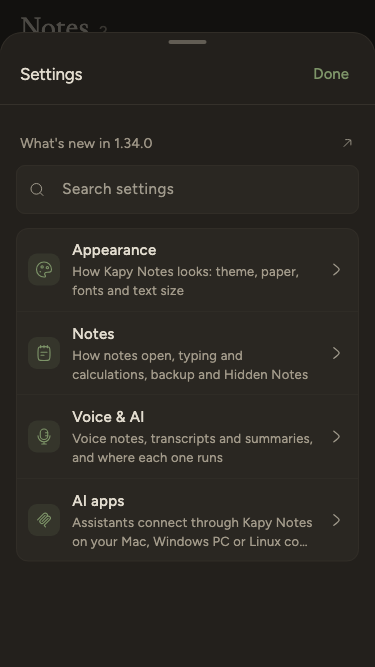 Notes 2
Settings
Done
What's new in 1.34.0
Search settings
Appearance
How Kapy Notes looks: theme, paper,
fonts and text size
Notes
How notes open, typing and
calculations, backup and Hidden Notes
Voice & AI
Voice notes, transcripts and summaries,
and where each one runs
AI apps
Assistants connect through Kapy Notes
on your Mac, Windows PC or Linux co...